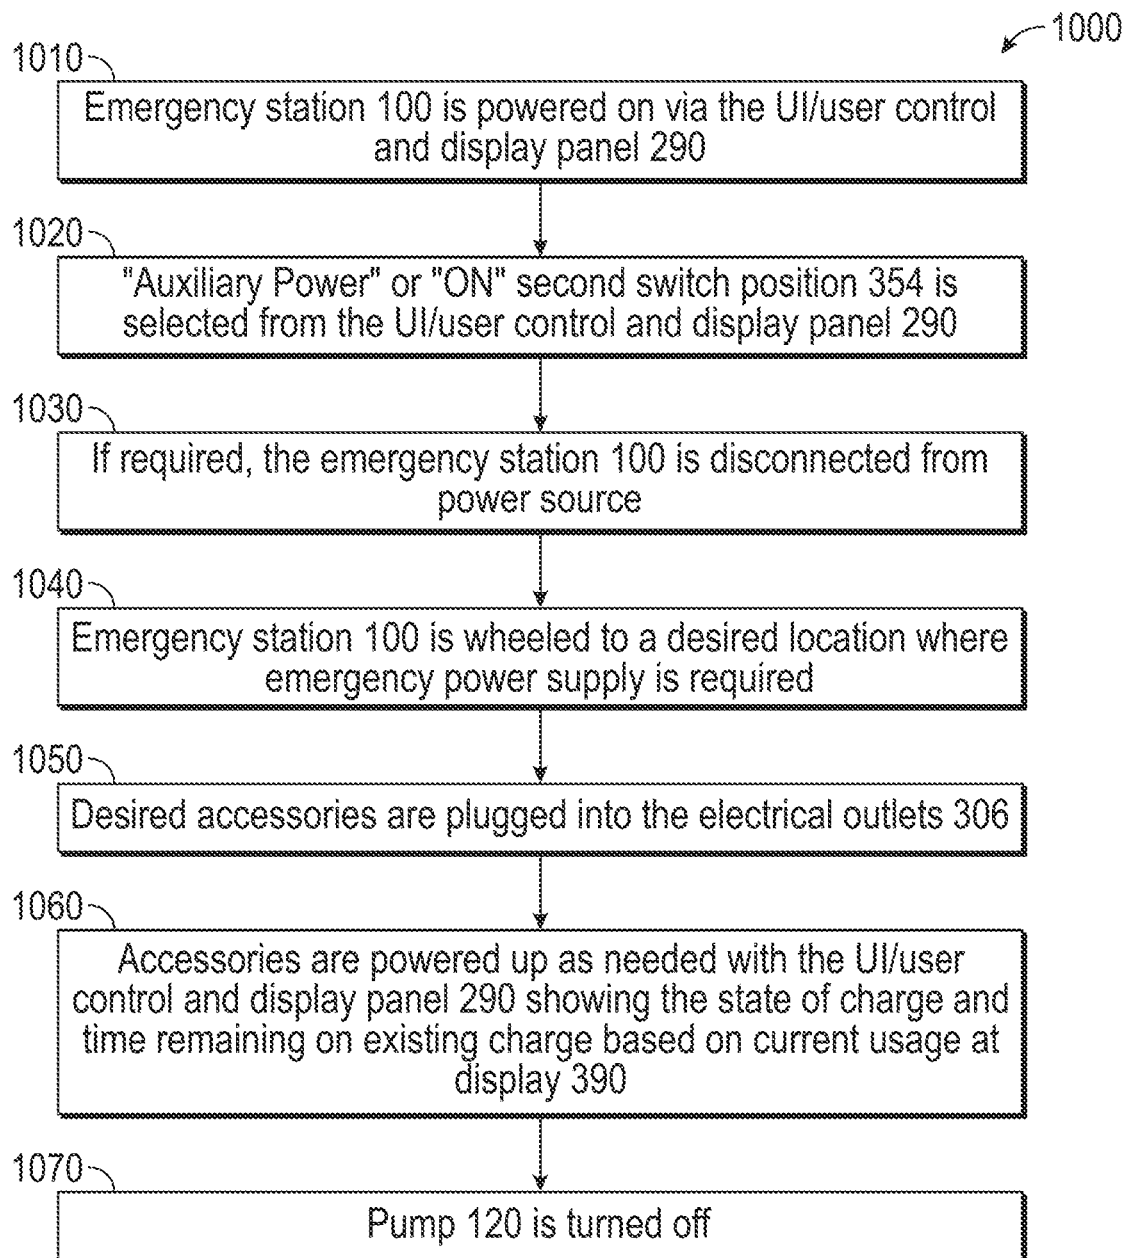 1000
1010
Emergency station 100 is powered on via the UI/user control
and display panel 290
1020
"Auxiliary Power" or "ON" second switch position 354 is
selected from the UI/user control and display panel 290
1030
If required, the emergency station 100 is disconnected from
power source
1040
Emergency station 100 is wheeled to a desired location where
emergency power supply is required
1050
Desired accessories are plugged into the electrical outlets 306
1060
Accessories are powered up as needed with the UI/user
control and display panel 290 showing the state of charge and
time remaining on existing charge based on current usage at
display 390
1070
Pump 120 is turned off